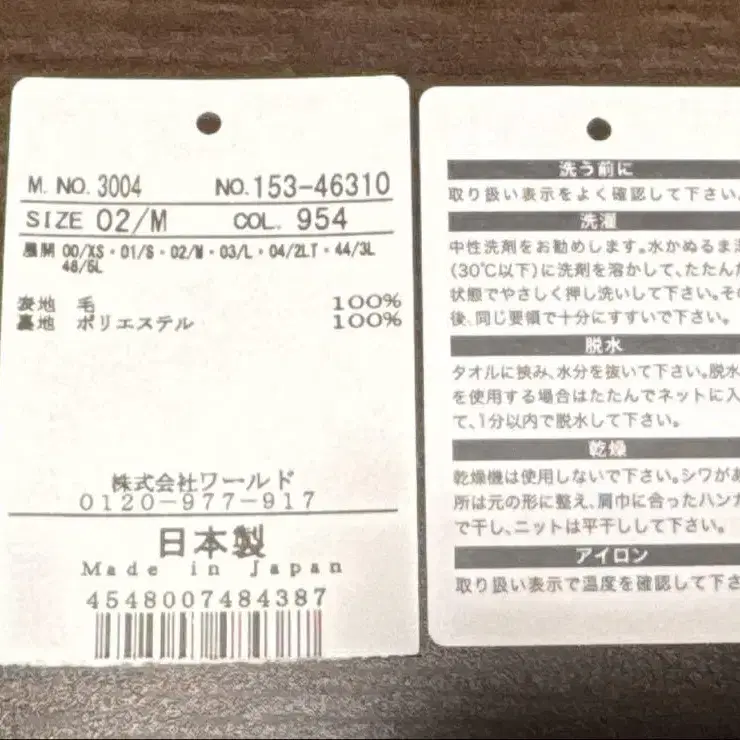 M. NO. 3004 NO. 153-46310
SIZE 02/M COL. 954
展開 00/XS・01/S・02/M・03/L・04/2LT・44/3L
46/5L
表地 毛 100%
裏地 ポリエステル 100%
株式会社ワールド
0120-977-917
日本製
Made in Japan
4548007484387
洗う前に
取り扱い表示をよく確認して下さい。
洗濯
中性洗剤をお勧めします。水かぬるま
(30℃以下)に洗剤を溶かして、たたんだ
状態でやさしく押し洗いして下さい。その
後、同じ要領で十分にすすいで下さい。
脱水
タオルに挟み、水分を抜いて下さい。脱水
を使用する場合はたたんでネットに入
て、1分以内で脱水して下さい。
乾燥
乾燥機は使用しないで下さい。シワがあ
所は元の形に整え、肩巾に合ったハンガ
で干し、ニットは平干しして下さい。
アイロン
取り扱い表示で温度を確認して下さ